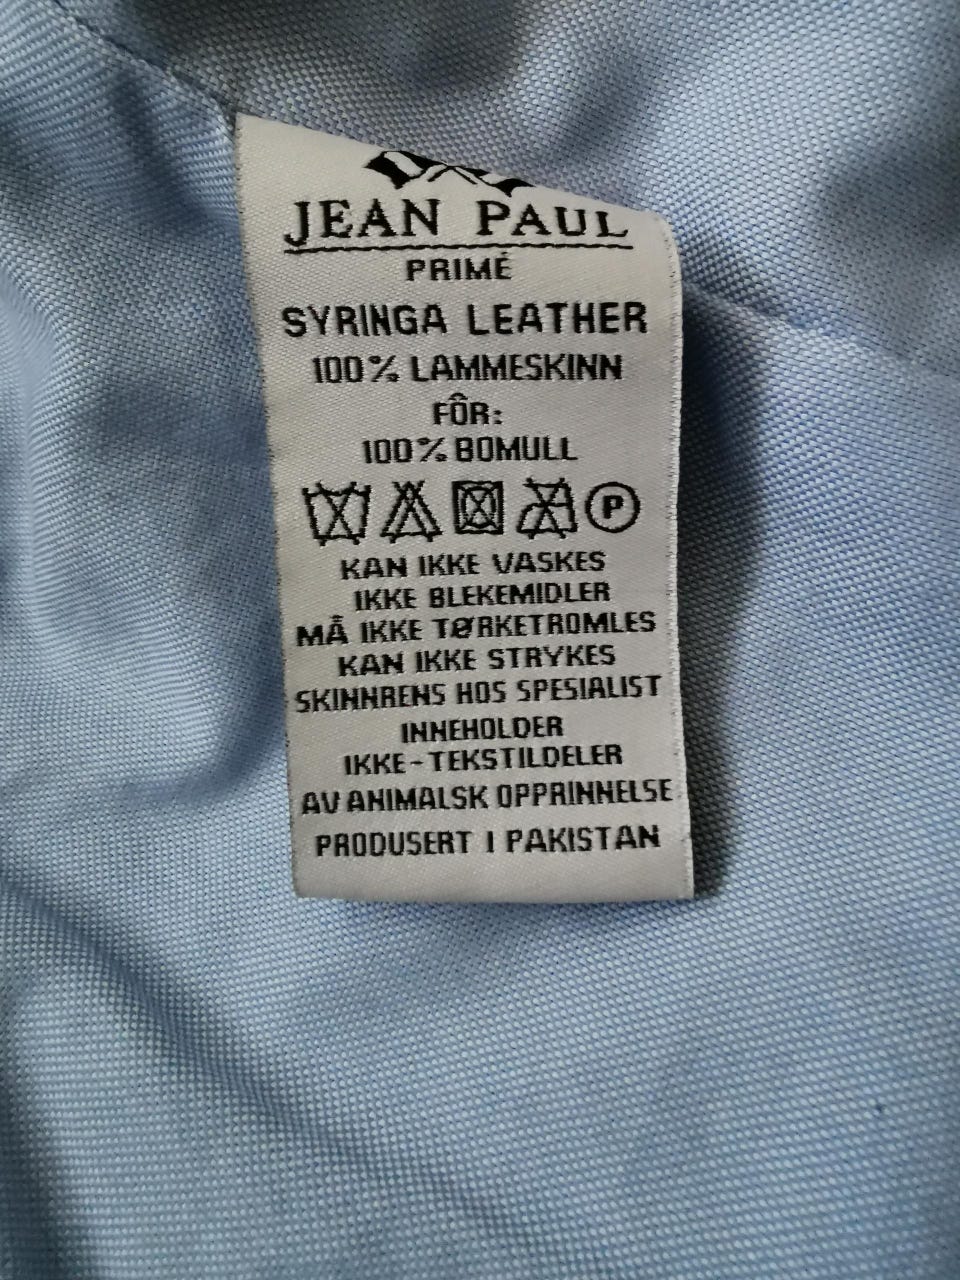 JEAN PAUL
PRIMÉ
SYRINGA LEATHER
100% LAMMESKINN
FÔR:
100% BOMULL
P
KAN IKKE VASKES
IKKE BLEKEMIDLER
MÅ IKKE TØRKETROMLES
KAN IKKE STRYKES
SKINNRENS HOS SPESIALIST
INNEHOLDER
IKKE-TEKSTILDELER
AV ANIMALSK OPPRINNELSE
PRODUSERT I PAKISTAN